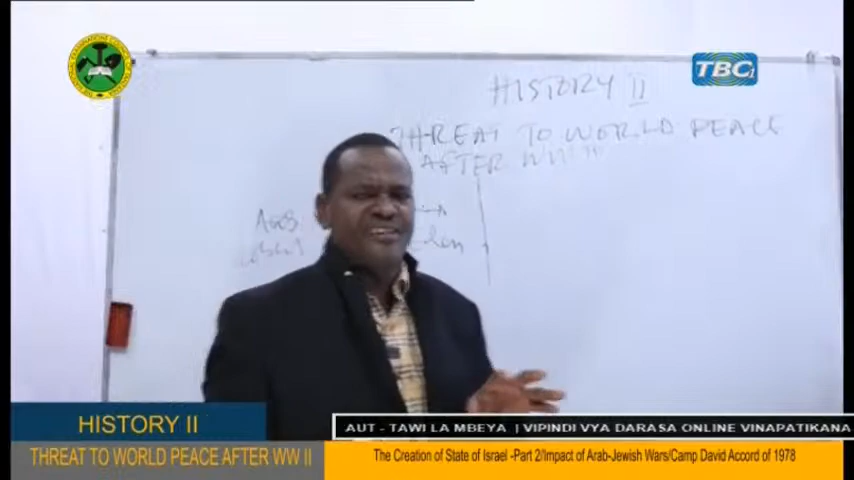 TBC1
HISTORY II
THREAT TO WORLD PEACE
AFTER WW II
HISTORY II
AUT - TAWI LA MBEYA | VIPINDI VYA DARASA ONLINE VINAPATIKANA
THREAT TO WORLD PEACE AFTER WW II
The Creation of State of Israel -Part 2/Impact of Arab-Jewish Wars/Camp David Accord of 1978